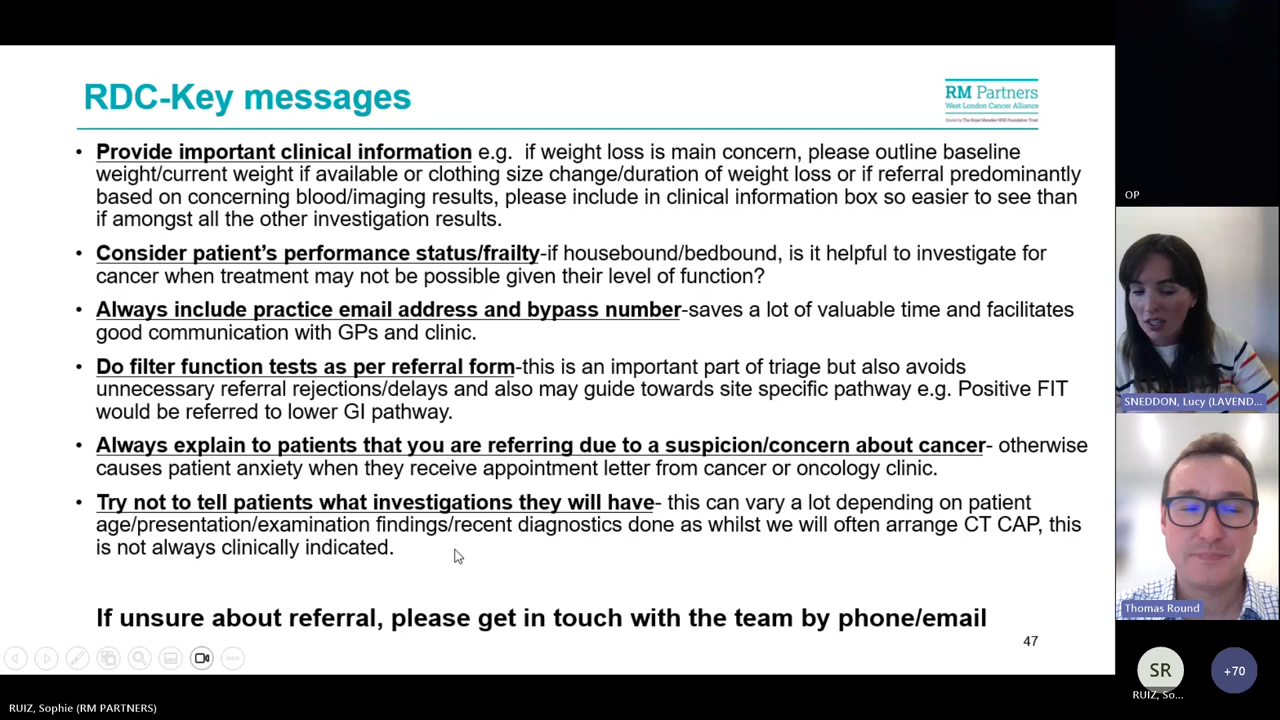 RDC-Key messages
RM Partners
West London Cancer Alliance
Hosted by The Royal Marsden NHS Foundation Trust
• Provide important clinical information e.g. if weight loss is main concern, please outline baseline
weight/current weight if available or clothing size change/duration of weight loss or if referral predominantly
based on concerning blood/imaging results, please include in clinical information box so easier to see than
if amongst all the other investigation results.
• Consider patient's performance status/frailty-if housebound/bedbound, is it helpful to investigate for
cancer when treatment may not be possible given their level of function?
• Always include practice email address and bypass number-saves a lot of valuable time and facilitates
good communication with GPs and clinic.
• Do filter function tests as per referral form-this is an important part of triage but also avoids
unnecessary referral rejections/delays and also may guide towards site specific pathway e.g. Positive FIT
would be referred to lower GI pathway.
• Always explain to patients that you are referring due to a suspicion/concern about cancer- otherwise
causes patient anxiety when they receive appointment letter from cancer or oncology clinic.
• Try not to tell patients what investigations they will have- this can vary a lot depending on patient
age/presentation/examination findings/recent diagnostics done as whilst we will often arrange CT CAP, this
is not always clinically indicated.
If unsure about referral, please get in touch with the team by phone/email
47
OP
SNEDDON, Lucy (LAVEND...
Thomas Round
SR
RUIZ, So...
+70
RUIZ, Sophie (RM PARTNERS)